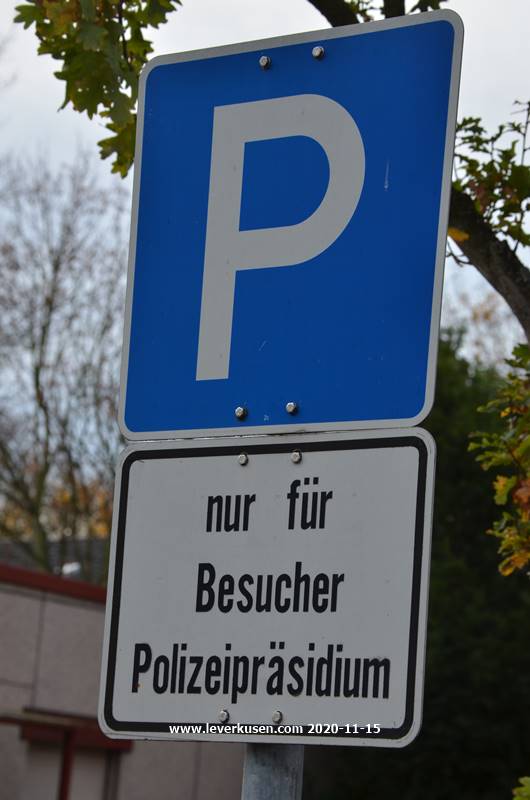 P
nur für
Besucher
Polizeipräsidium
www.leverkusen.com 2020-11-15